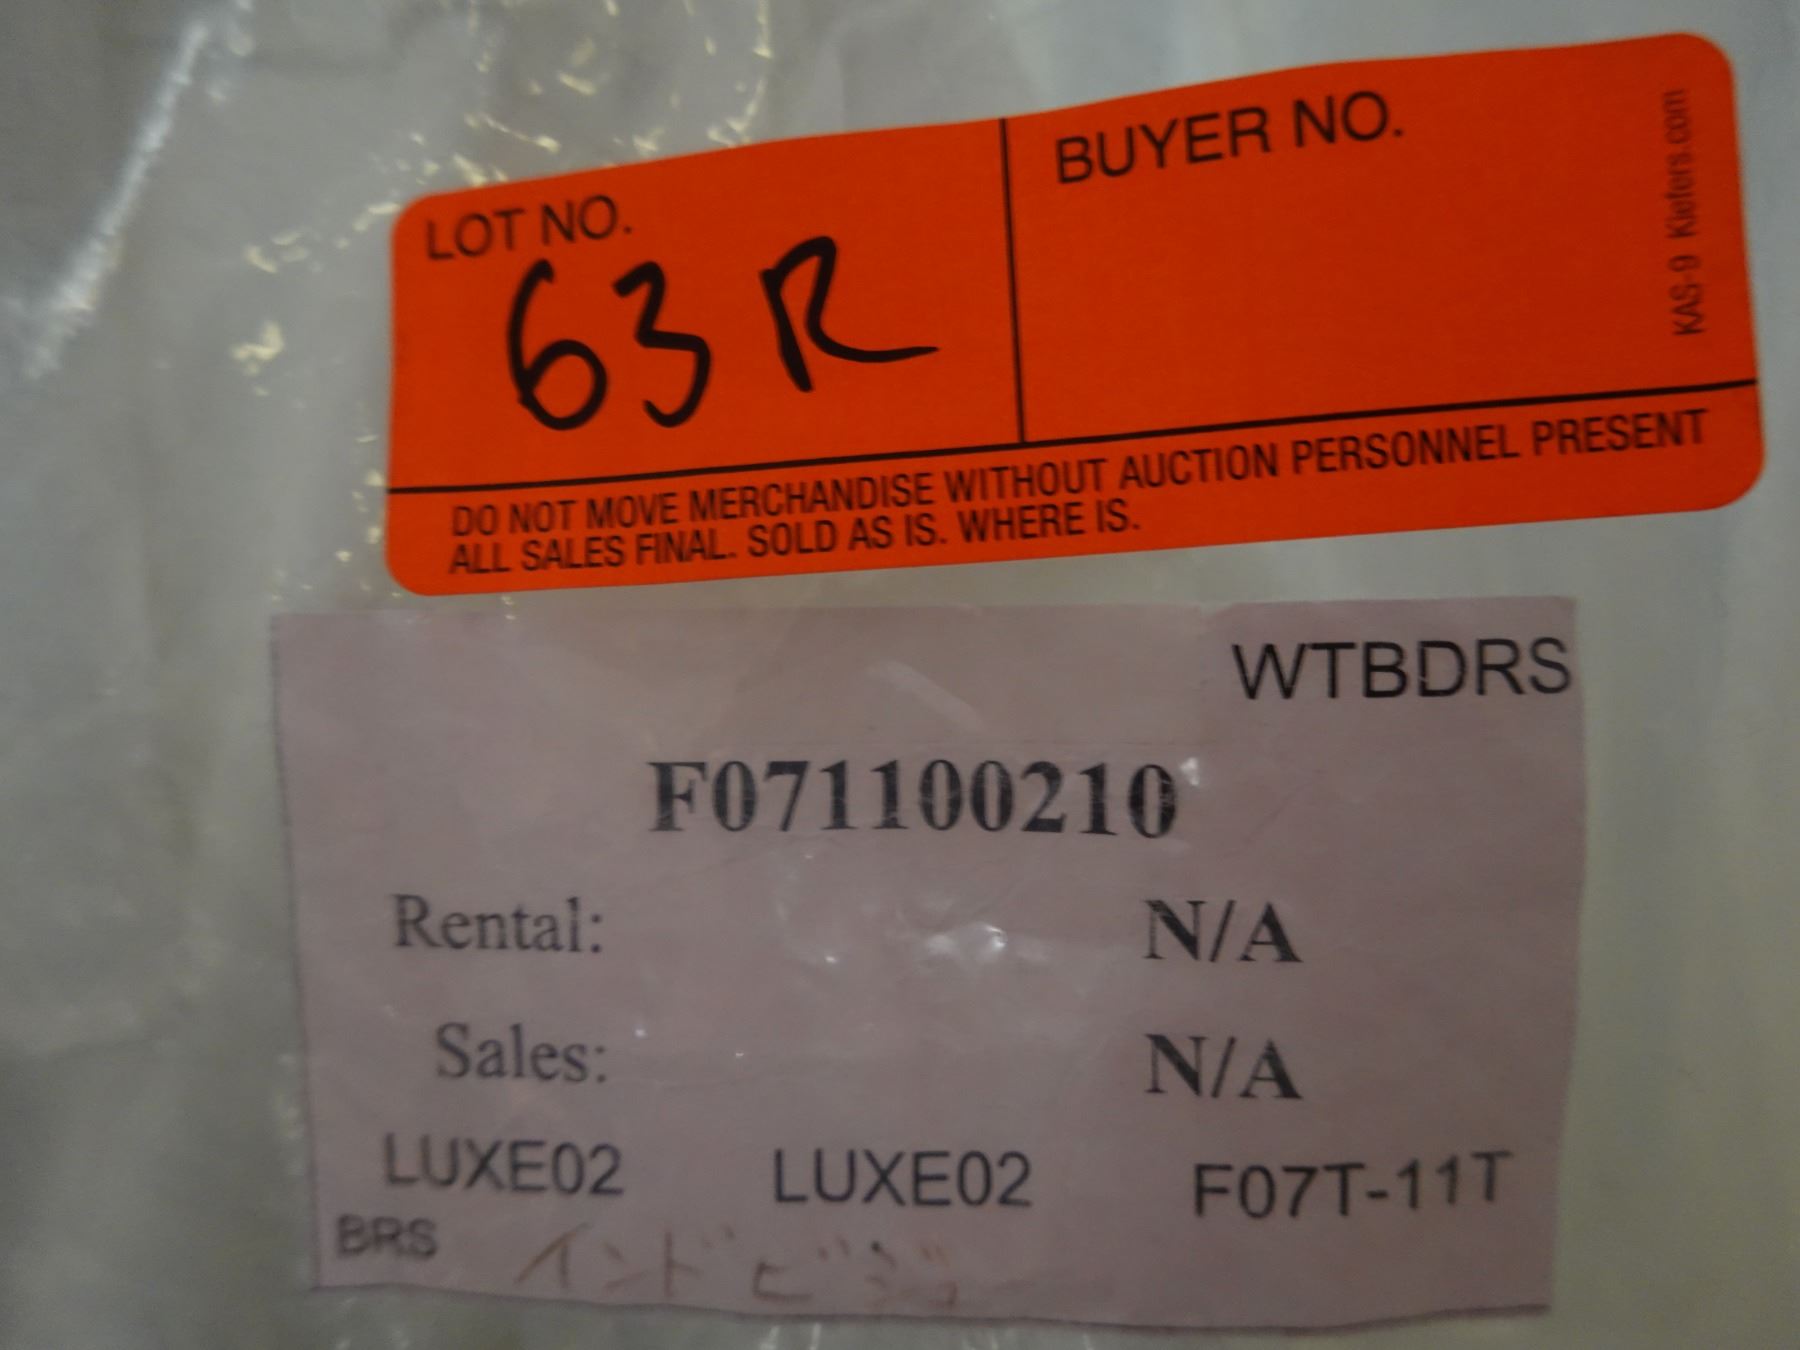 LOT NO.
63R
BUYER NO.
KAS-9 Kiefers.com
DO NOT MOVE MERCHANDISE WITHOUT AUCTION PERSONNEL PRESENT
ALL SALES FINAL. SOLD AS IS. WHERE IS.
WTBDRS
F071100210
Rental: N/A
Sales: N/A
LUXE02 LUXE02 F07T-11T
BRS